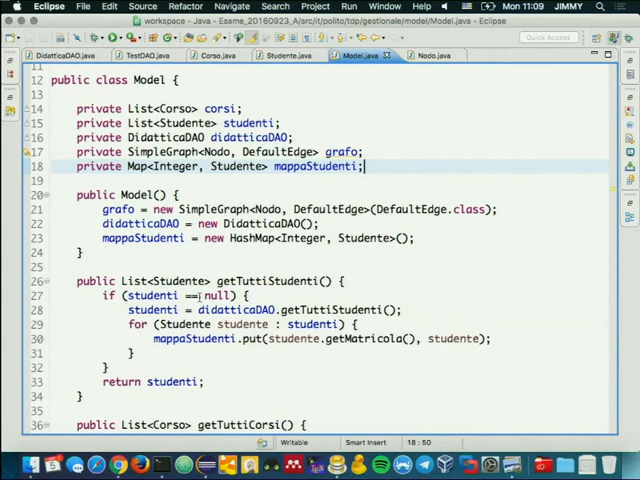 Eclipse File Edit Source Refactor Navigate Search Project Run Window Help Mon 11:09 JIMMY
workspace - Java - Esame_20160923_AM/src/it/polito/tdp/gestionale/model/Model.java - Eclipse
Quick Access
DidatticaDAO.java TestDAO.java Corso.java Studente.java Model.java Nodo.java
11
12 public class Model {
13
14 private List<Corso> corsi;
15 private List<Studente> studenti;
16 private DidatticaDAO didatticaDAO;
17 private SimpleGraph<Nodo, DefaultEdge> grafo;
18 private Map<Integer, Studente> mappaStudenti;
19
20 public Model() {
21 grafo = new SimpleGraph<Nodo, DefaultEdge>(DefaultEdge.class);
22 didatticaDAO = new DidatticaDAO();
23 mappaStudenti = new HashMap<Integer, Studente>();
24 }
25
26 public List<Studente> getTuttiStudenti() {
27 if (studenti == null) {
28 studenti = didatticaDAO.getTuttiStudenti();
29 for (Studente studente : studenti) {
30 mappaStudenti.put(studente.getMatricola(), studente);
31 }
32 }
33 return studenti;
34 }
35
36 public List<Corso> getTuttiCorsi() {
Writable Smart Insert 18 : 50
5